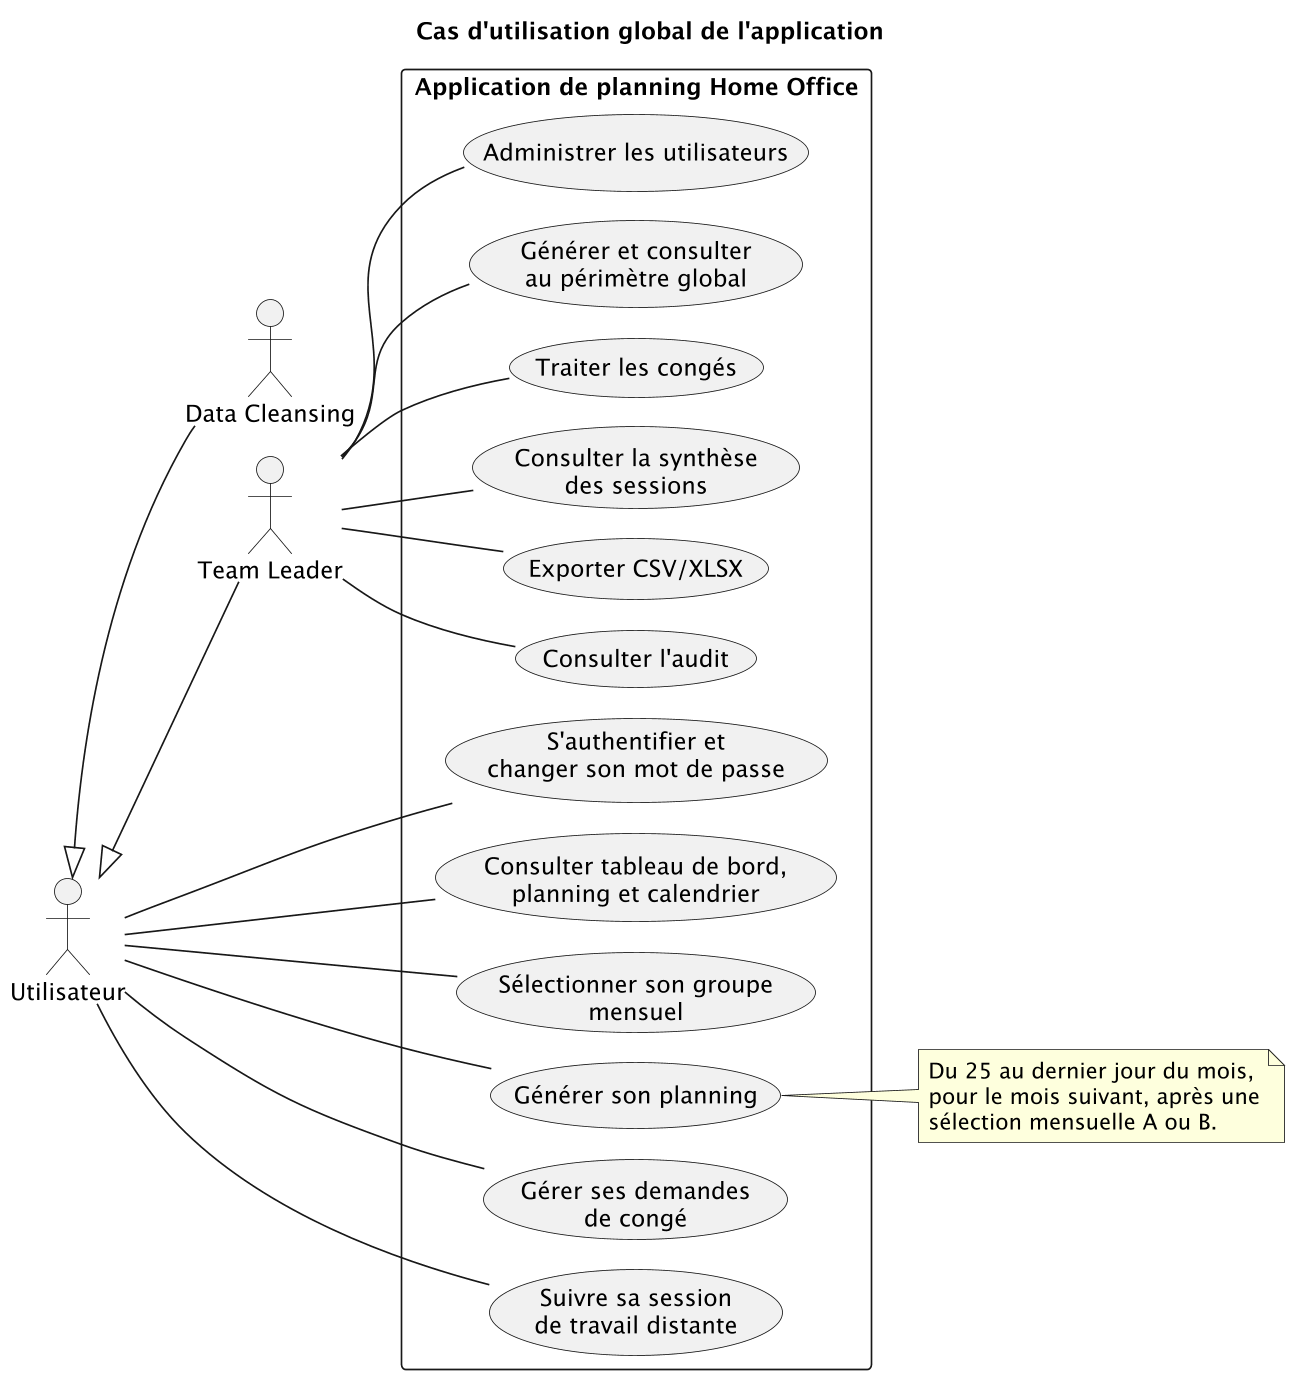 Cas d'utilisation global de l'application
Application de planning Home Office
Administrer les utilisateurs
Générer et consulter
au périmètre global
Traiter les congés
Data Cleansing
Consulter la synthèse
des sessions
Team Leader
Exporter CSV/XLSX
Consulter l'audit
S'authentifier et
changer son mot de passe
Consulter tableau de bord,
planning et calendrier
Utilisateur
Sélectionner son groupe
mensuel
Générer son planning
Du 25 au dernier jour du mois,
pour le mois suivant, après une
sélection mensuelle A ou B.
Gérer ses demandes
de congé
Suivre sa session
de travail distante